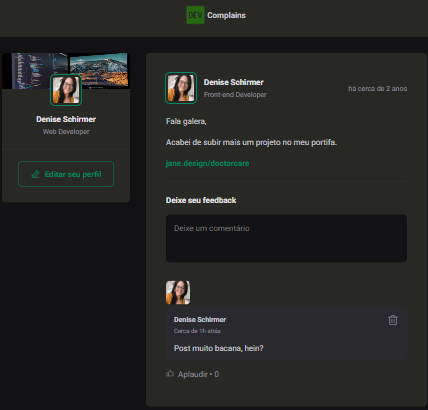 DEV Complains
Denise Schirmer
Web Developer
Editar seu perfil
Denise Schirmer
Front-end Developer
há cerca de 2 anos
Fala galera,
Acabei de subir mais um projeto no meu portifa.
jane.design/doctorcare
Deixe seu feedback
Deixe um comentário
Denise Schirmer
Cerca de 1h atrás
Post muito bacana, hein?
Aplaudir • 0